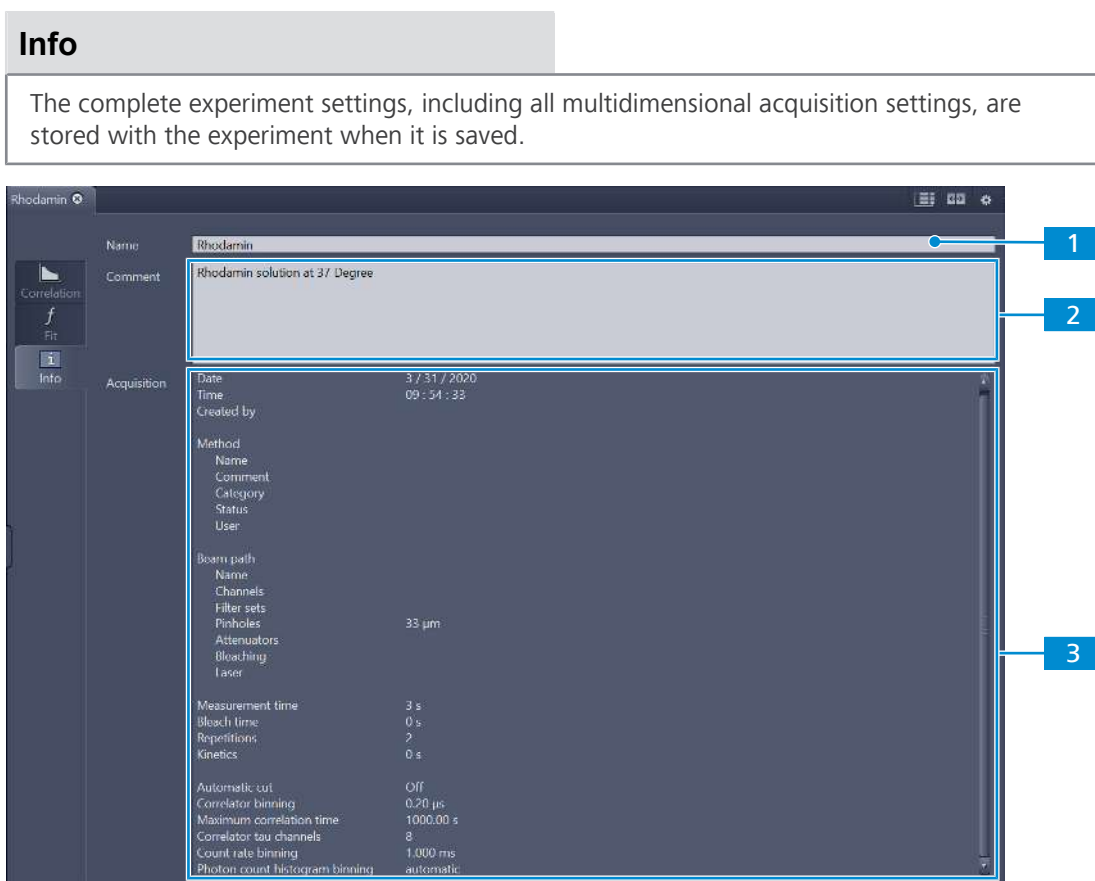 Info
The complete experiment settings, including all multidimensional acquisition settings, are
stored with the experiment when it is saved.
Rhodamin
Name Rhodamin 1
Correlation
Comment Rhodamin solution at 37 Degree 2
f
Fit
i
Info
Acquisition
Date 3 / 31 / 2020
Time 09 : 54 : 33
Created by
Method
Name
Comment
Category
Status
User
Beam path
Name
Channels
Filter sets
Pinholes 33 µm
Attenuators
Bleaching
Laser
3
Measurement time 3 s
Bleach time 0 s
Repetitions 2
Kinetics 0 s
Automatic cut Off
Correlator binning 0.20 µs
Maximum correlation time 1000.00 s
Correlator tau channels 8
Count rate binning 1.000 ms
Photon count histogram binning automatic